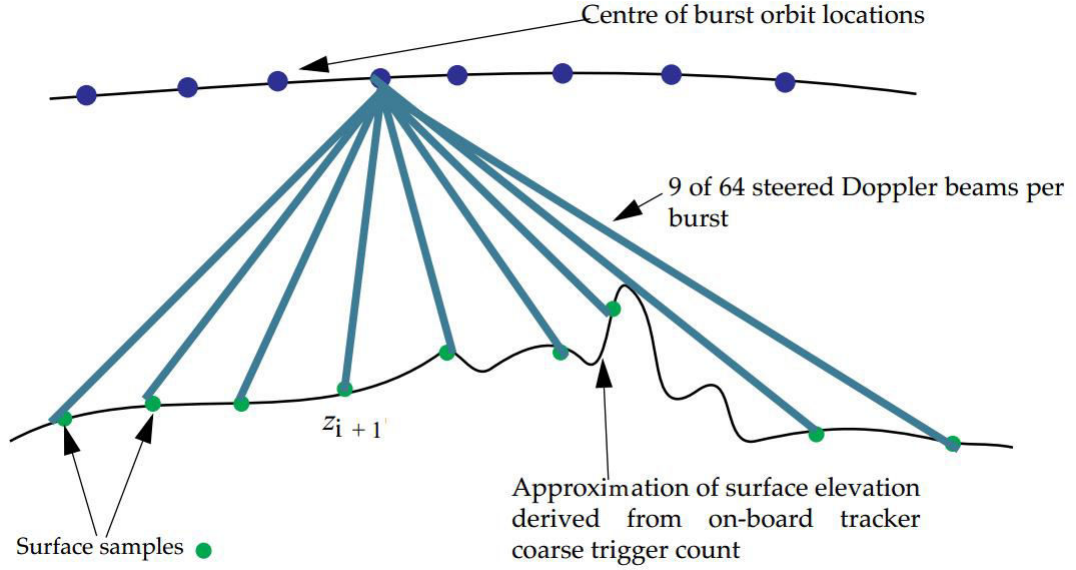 Centre of burst orbit locations
9 of 64 steered Doppler beams per
burst
z i + 1
Approximation of surface elevation
derived from on-board tracker
coarse trigger count
Surface samples